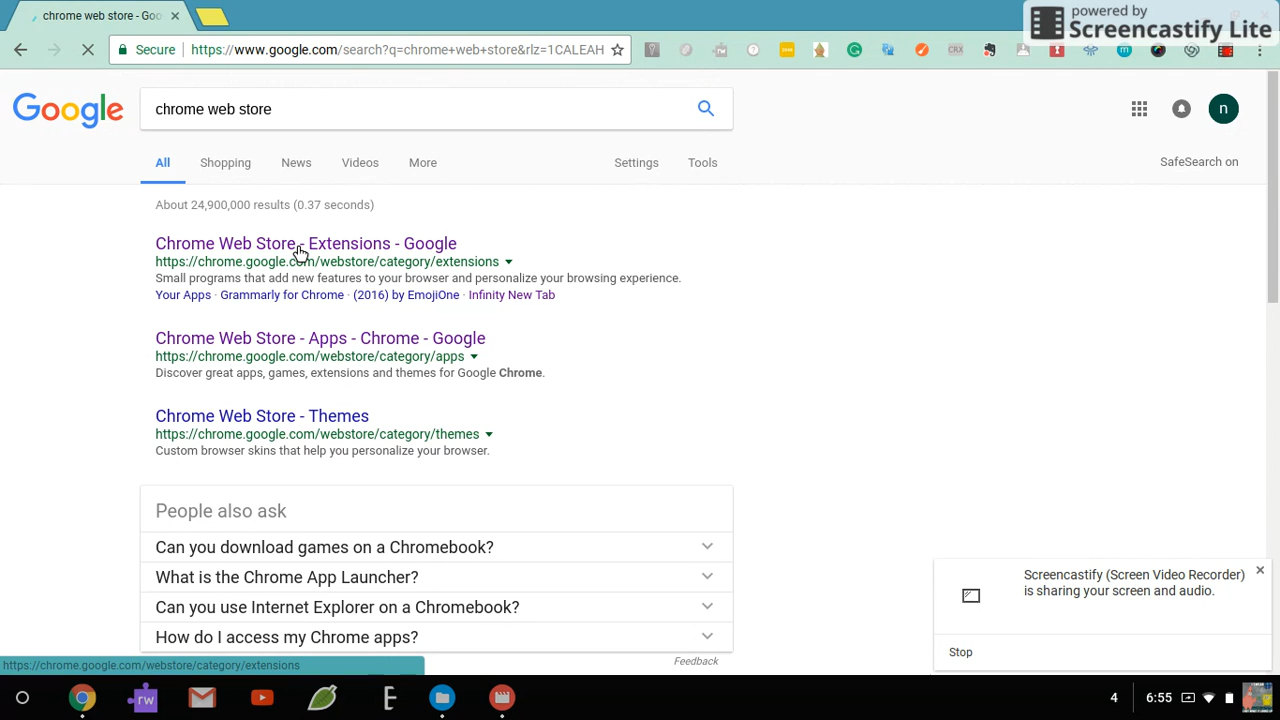 chrome web store - Goo
powered by
Screencastify Lite
Secure
https://www.google.com/search?q=chrome+web+store&rlz=1CALEAH
CRX
Google
chrome web store
n
All
Shopping
News
Videos
More
Settings
Tools
SafeSearch on
About 24,900,000 results (0.37 seconds)
Chrome Web Store - Extensions - Google
https://chrome.google.com/webstore/category/extensions
Small programs that add new features to your browser and personalize your browsing experience.
Your Apps · Grammarly for Chrome · (2016) by EmojiOne · Infinity New Tab
Chrome Web Store - Apps - Chrome - Google
https://chrome.google.com/webstore/category/apps
Discover great apps, games, extensions and themes for Google Chrome.
Chrome Web Store - Themes
https://chrome.google.com/webstore/category/themes
Custom browser skins that help you personalize your browser.
People also ask
Can you download games on a Chromebook?
What is the Chrome App Launcher?
Can you use Internet Explorer on a Chromebook?
How do I access my Chrome apps?
Feedback
Screencastify (Screen Video Recorder)
is sharing your screen and audio.
Stop
https://chrome.google.com/webstore/category/extensions
rw
E
4
6:55